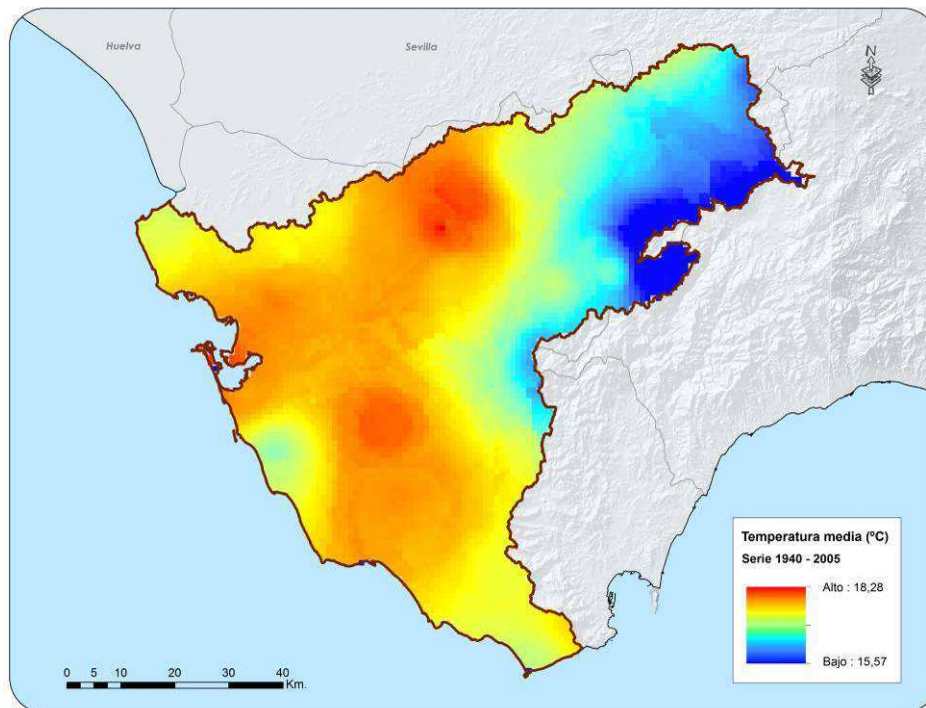 Huelva
Sevilla
N
Temperatura media (ºC)
Serie 1940 - 2005
Alto : 18,28
Bajo : 15,57
0 5 10 20 30 40
Km.